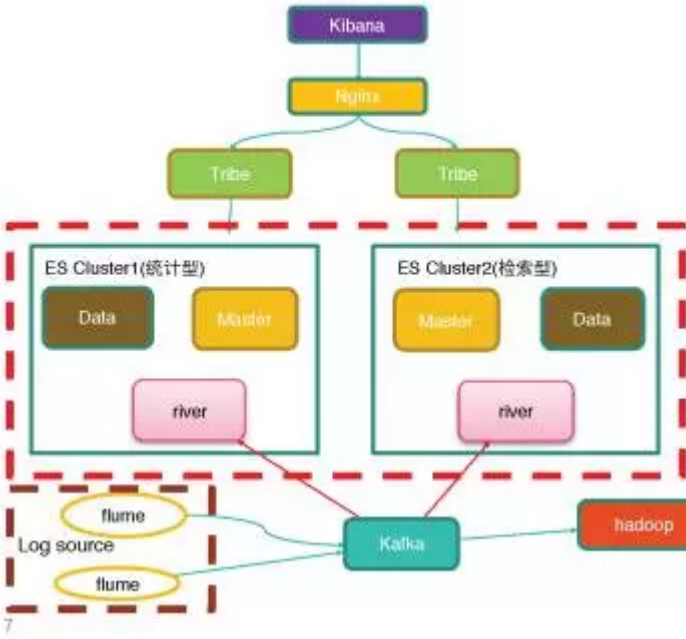 Kibana
Nginx
Tribe
Tribe
ES Cluster1(统计型)
ES Cluster2(检索型)
Data
Master
Master
Data
river
river
flume
Log source
Kafka
hadoop
flume
7